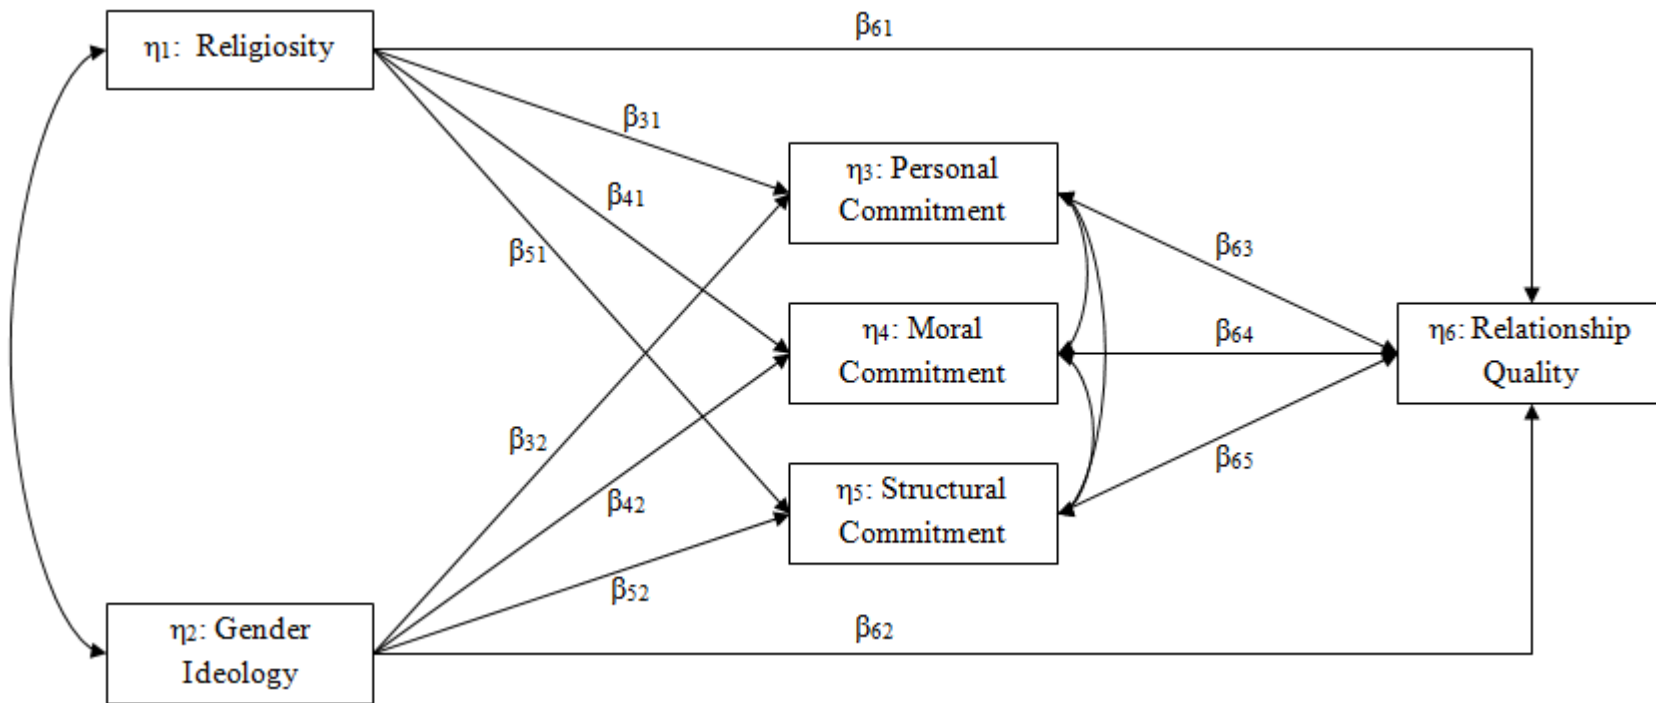 β61
η1:  Religiosity
β31
η3: Personal
Commitment
β41
β51
β63
η4: Moral
Commitment
β64
η6: Relationship
Quality
β32
β42
η5: Structural
Commitment
β65
β52
η2: Gender
Ideology
β62